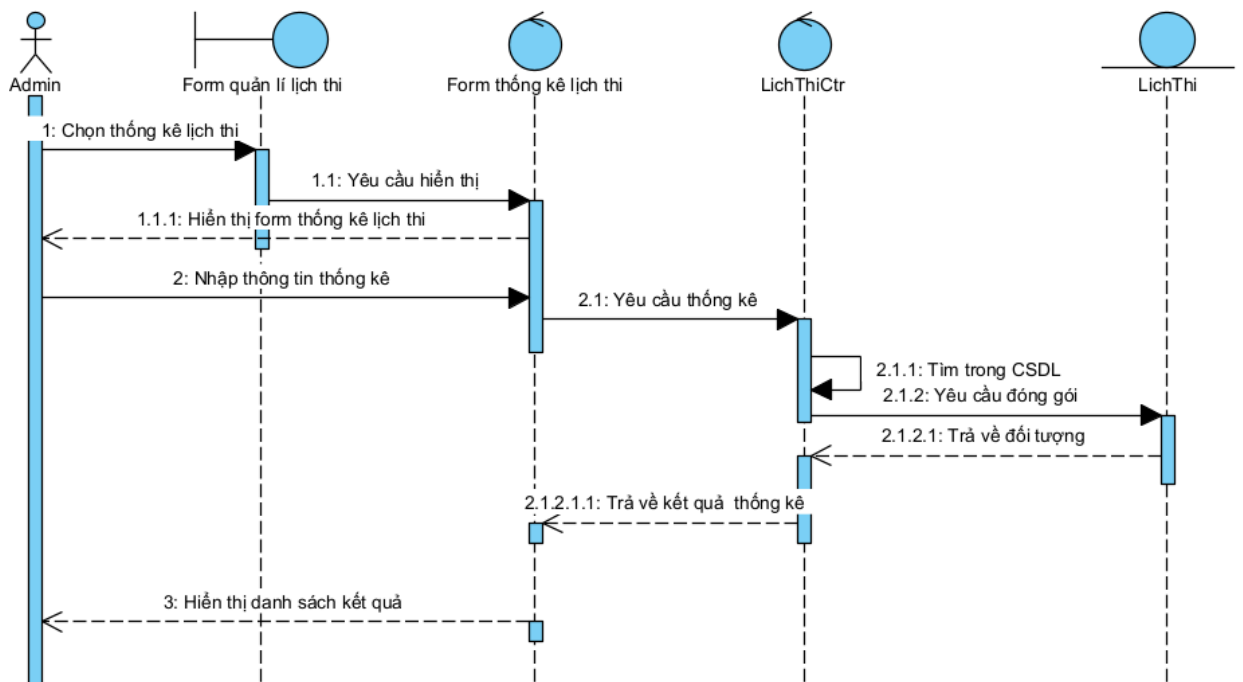 Admin
Form quản lí lịch thi
Form thống kê lịch thi
LichThiCtr
LichThi
1: Chọn thống kê lịch thi
1.1: Yêu cầu hiển thị
1.1.1: Hiển thị form thống kê lịch thi
2: Nhập thông tin thống kê
2.1: Yêu cầu thống kê
2.1.1: Tìm trong CSDL
2.1.2: Yêu cầu đóng gói
2.1.2.1: Trả về đối tượng
2.1.2.1.1: Trả về kết quả thống kê
3: Hiển thị danh sách kết quả